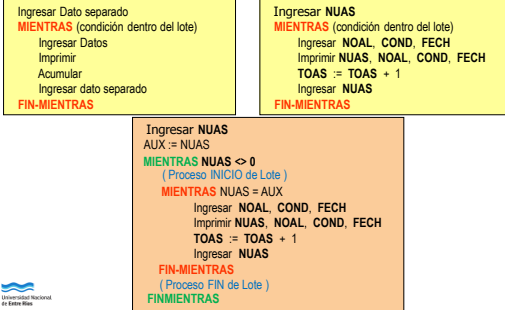 Ingresar Dato separado
MIENTRAS (condición dentro del lote)
Ingresar Datos
Imprimir
Acumular
Ingresar dato separado
FIN-MIENTRAS
Ingresar NUAS
MIENTRAS (condición dentro del lote)
Ingresar NOAL, COND, FECH
Imprimir NUAS, NOAL, COND, FECH
TOAS := TOAS + 1
Ingresar NUAS
FIN-MIENTRAS
Ingresar NUAS
AUX := NUAS
MIENTRAS NUAS <> 0
( Proceso INICIO de Lote )
MIENTRAS NUAS = AUX
Ingresar NOAL, COND, FECH
Imprimir NUAS, NOAL, COND, FECH
TOAS := TOAS + 1
Ingresar NUAS
FIN-MIENTRAS
( Proceso FIN de Lote )
FINMIENTRAS
Universidad Nacional
de Entre Ríos